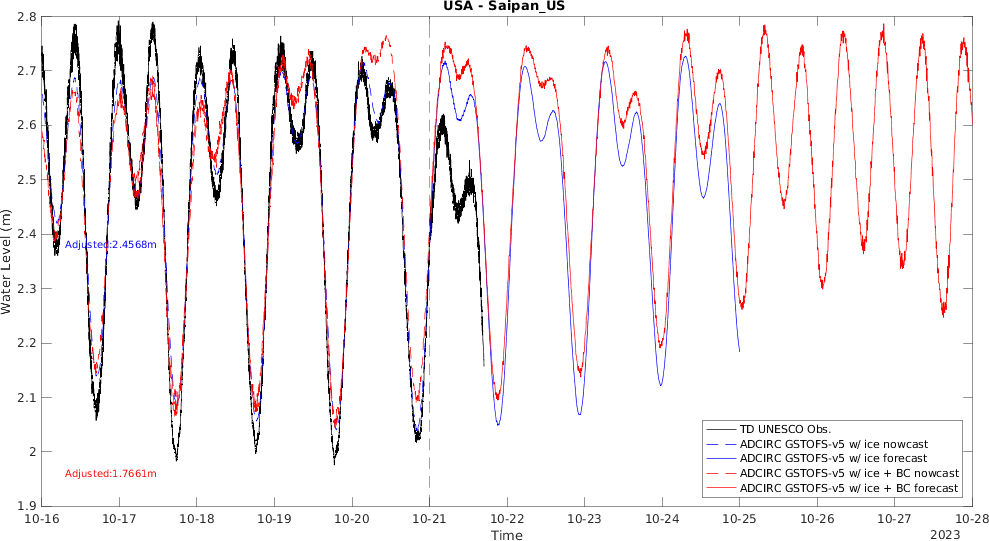 USA - Saipan_US
2.8
2.7
2.6
2.5
2.4
2.3
2.2
2.1
2
1.9
Water Level (m)
Adjusted:2.4568m
Adjusted:1.7661m
TD UNESCO Obs.
ADCIRC GSTOFS-v5 w/ ice nowcast
ADCIRC GSTOFS-v5 w/ ice forecast
ADCIRC GSTOFS-v5 w/ ice + BC nowcast
ADCIRC GSTOFS-v5 w/ ice + BC forecast
10-16 10-17 10-18 10-19 10-20 10-21 10-22 10-23 10-24 10-25 10-26 10-27 10-28
Time
2023